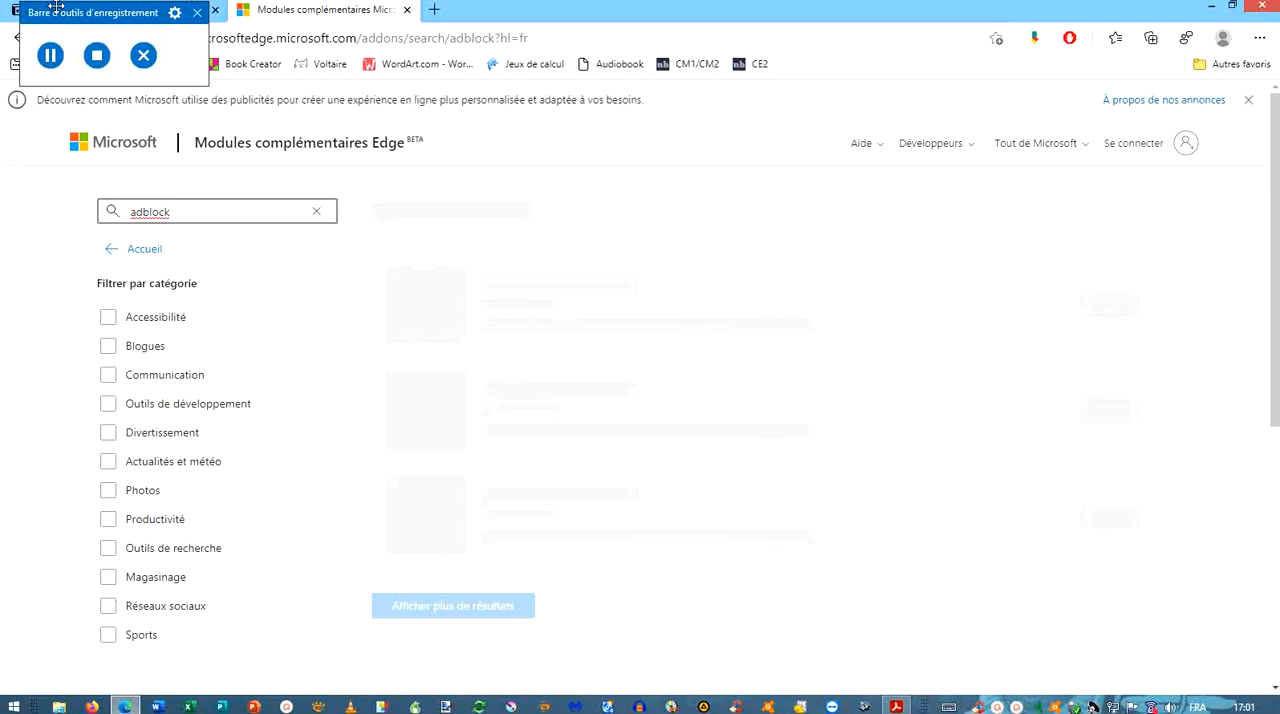 Barre d'outils d'enregistrement
Modules complémentaires Micr
rosoftedge.microsoft.com/addons/search/adblock?hl=fr
Book Creator
Voltaire
WordArt.com - Wor...
Jeux de calcul
Audiobook
CM1/CM2
CE2
Autres favoris
Découvrez comment Microsoft utilise des publicités pour créer une expérience en ligne plus personnalisée et adaptée à vos besoins.
À propos de nos annonces
Microsoft
Modules complémentaires Edge BETA
Aide
Développeurs
Tout de Microsoft
Se connecter
adblock
Accueil
Filtrer par catégorie
Accessibilité
Blogues
Communication
Outils de développement
Divertissement
Actualités et météo
Photos
Productivité
Outils de recherche
Magasinage
Réseaux sociaux
Sports
Afficher plus de résultats
FRA
17:01